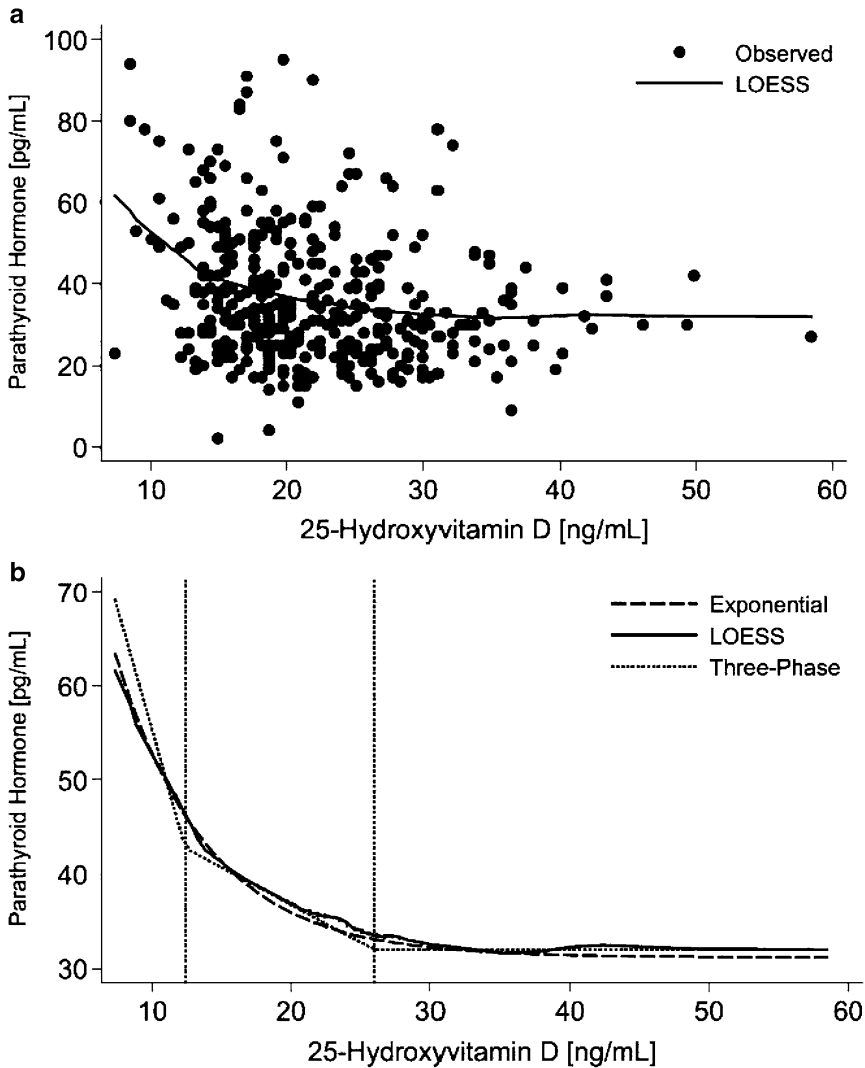 a
Parathyroid Hormone [pg/mL]
100
80
60
40
20
0
Observed
LOESS
10 20 30 40 50 60
25-Hydroxyvitamin D [ng/mL]
b
Parathyroid Hormone [pg/mL]
70
60
50
40
30
Exponential
LOESS
Three-Phase
10 20 30 40 50 60
25-Hydroxyvitamin D [ng/mL]